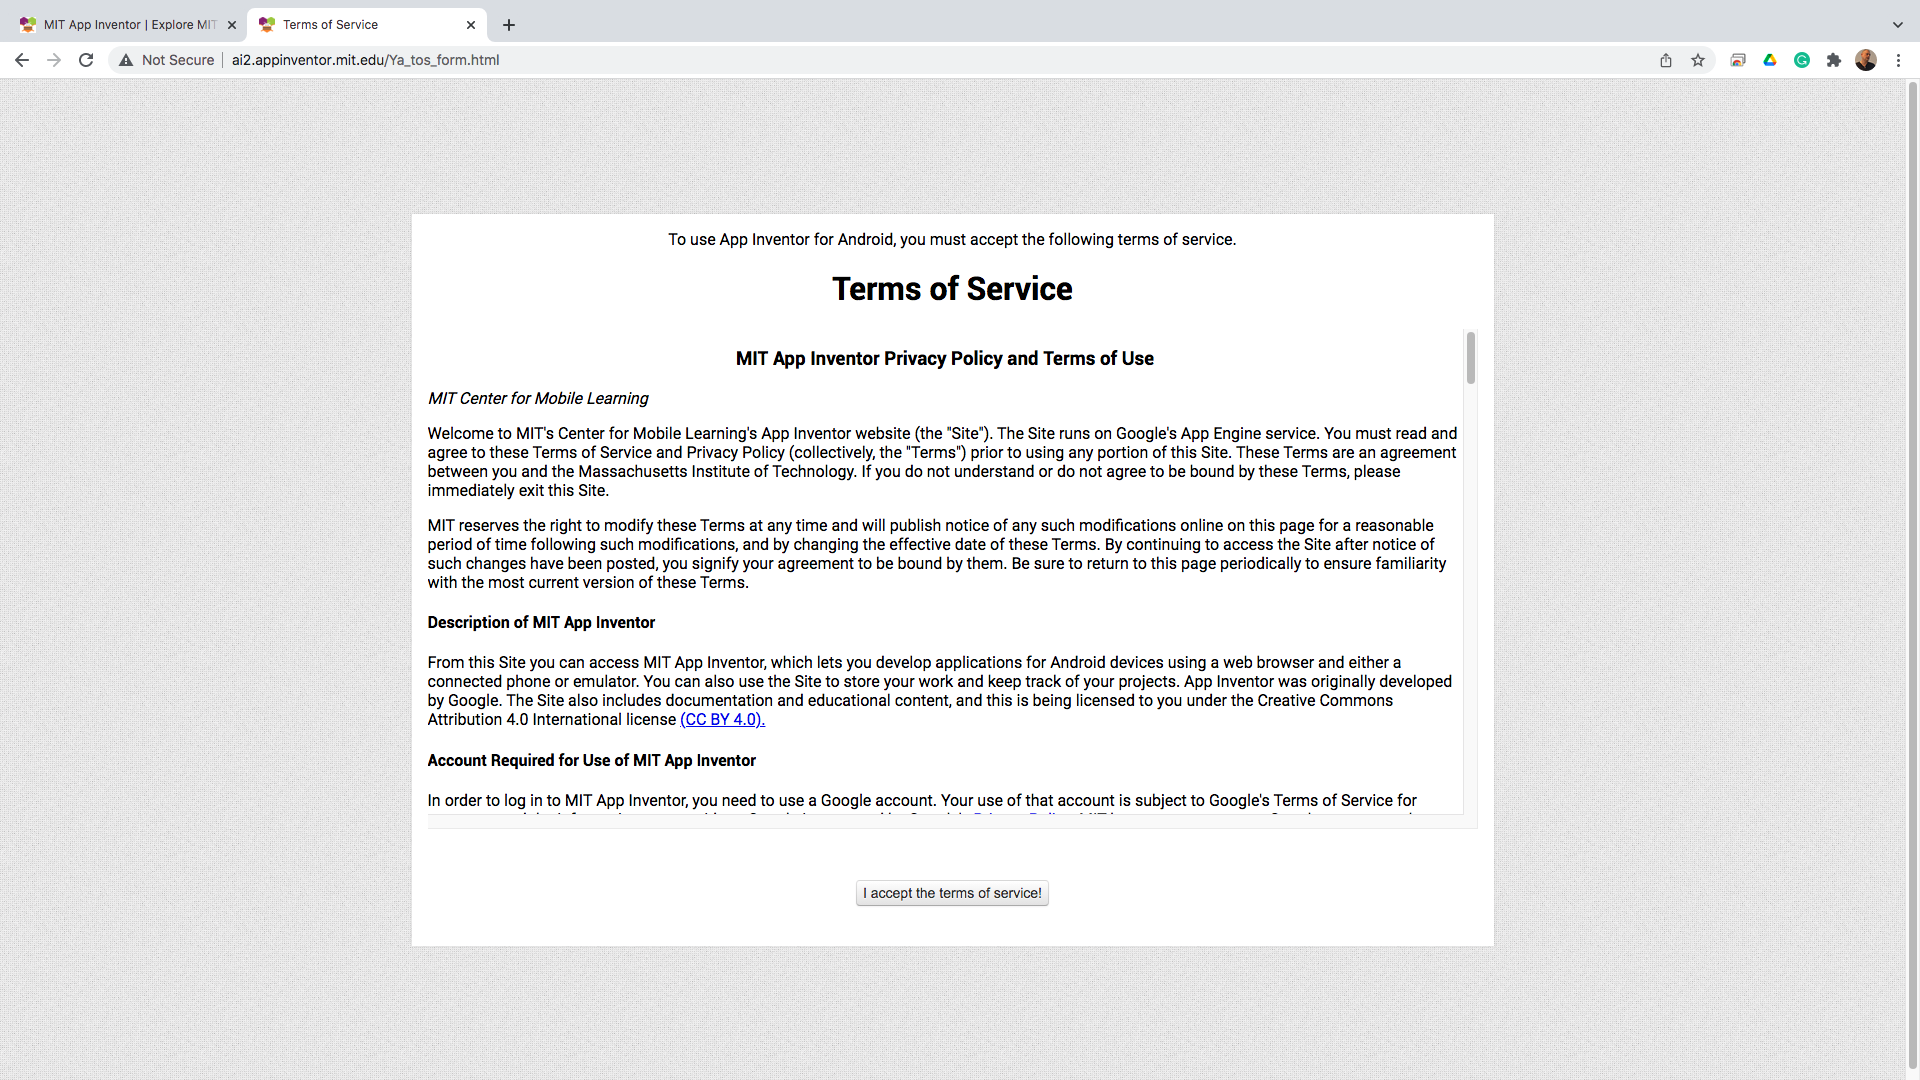 MIT App Inventor | Explore MIT
Terms of Service
Not Secure
ai2.appinventor.mit.edu/Ya_tos_form.html
To use App Inventor for Android, you must accept the following terms of service.
Terms of Service
MIT App Inventor Privacy Policy and Terms of Use
MIT Center for Mobile Learning
Welcome to MIT's Center for Mobile Learning's App Inventor website (the "Site"). The Site runs on Google's App Engine service. You must read and
agree to these Terms of Service and Privacy Policy (collectively, the "Terms") prior to using any portion of this Site. These Terms are an agreement
between you and the Massachusetts Institute of Technology. If you do not understand or do not agree to be bound by these Terms, please
immediately exit this Site.
MIT reserves the right to modify these Terms at any time and will publish notice of any such modifications online on this page for a reasonable
period of time following such modifications, and by changing the effective date of these Terms. By continuing to access the Site after notice of
such changes have been posted, you signify your agreement to be bound by them. Be sure to return to this page periodically to ensure familiarity
with the most current version of these Terms.
Description of MIT App Inventor
From this Site you can access MIT App Inventor, which lets you develop applications for Android devices using a web browser and either a
connected phone or emulator. You can also use the Site to store your work and keep track of your projects. App Inventor was originally developed
by Google. The Site also includes documentation and educational content, and this is being licensed to you under the Creative Commons
Attribution 4.0 International license (CC BY 4.0).
Account Required for Use of MIT App Inventor
In order to log in to MIT App Inventor, you need to use a Google account. Your use of that account is subject to Google's Terms of Service for
I accept the terms of service!